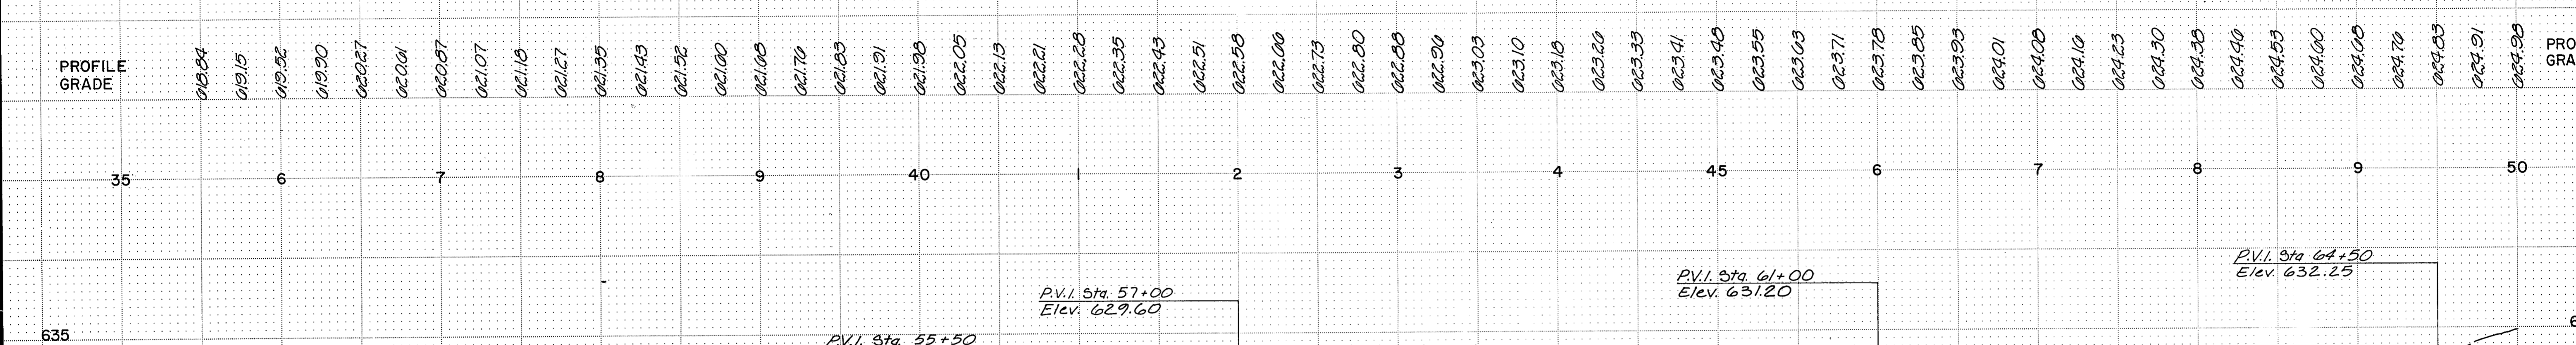 PROFILE GRADE 618.84 619.15 619.52 619.90 620.27 620.61 620.87 621.07 621.18 621.27 621.35 621.43 621.52 621.60 621.68 621.76 621.83 621.91 621.98 622.05 622.13 622.21 622.28 622.35 622.43 622.51 622.58 622.66 622.73 622.80 622.88 622.96 623.03 623.10 623.18 623.26 623.33 623.41 623.48 623.55 623.63 623.71 623.78 623.85 623.93 624.01 624.08 624.16 624.23 624.30 624.38 624.46 624.53 624.60 624.68 624.76 624.83 624.91 624.98 PRO GRA
35 6 7 8 9 40 1 2 3 4 45 6 7 8 9 50
P.V.I. Sta 64+50
Elev. 632.25
P.V.I. Sta. 61+00
Elev. 631.20
P.V.I. Sta. 57+00
Elev. 629.60
635
P.V.I. Sta. 55+50